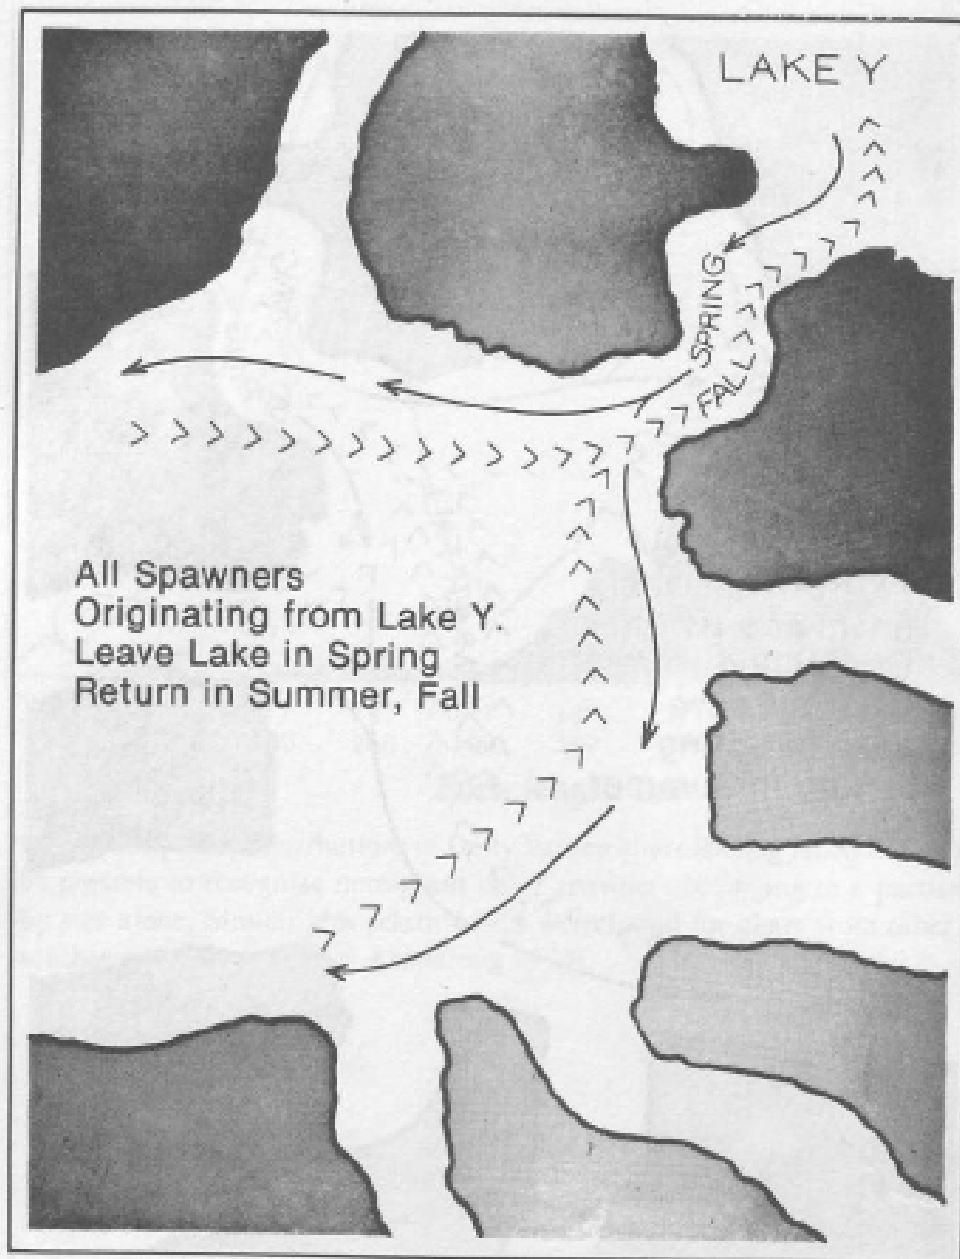 LAKE Y
SPRING
FALL
All Spawners
Originating from Lake Y.
Leave Lake in Spring
Return in Summer, Fall